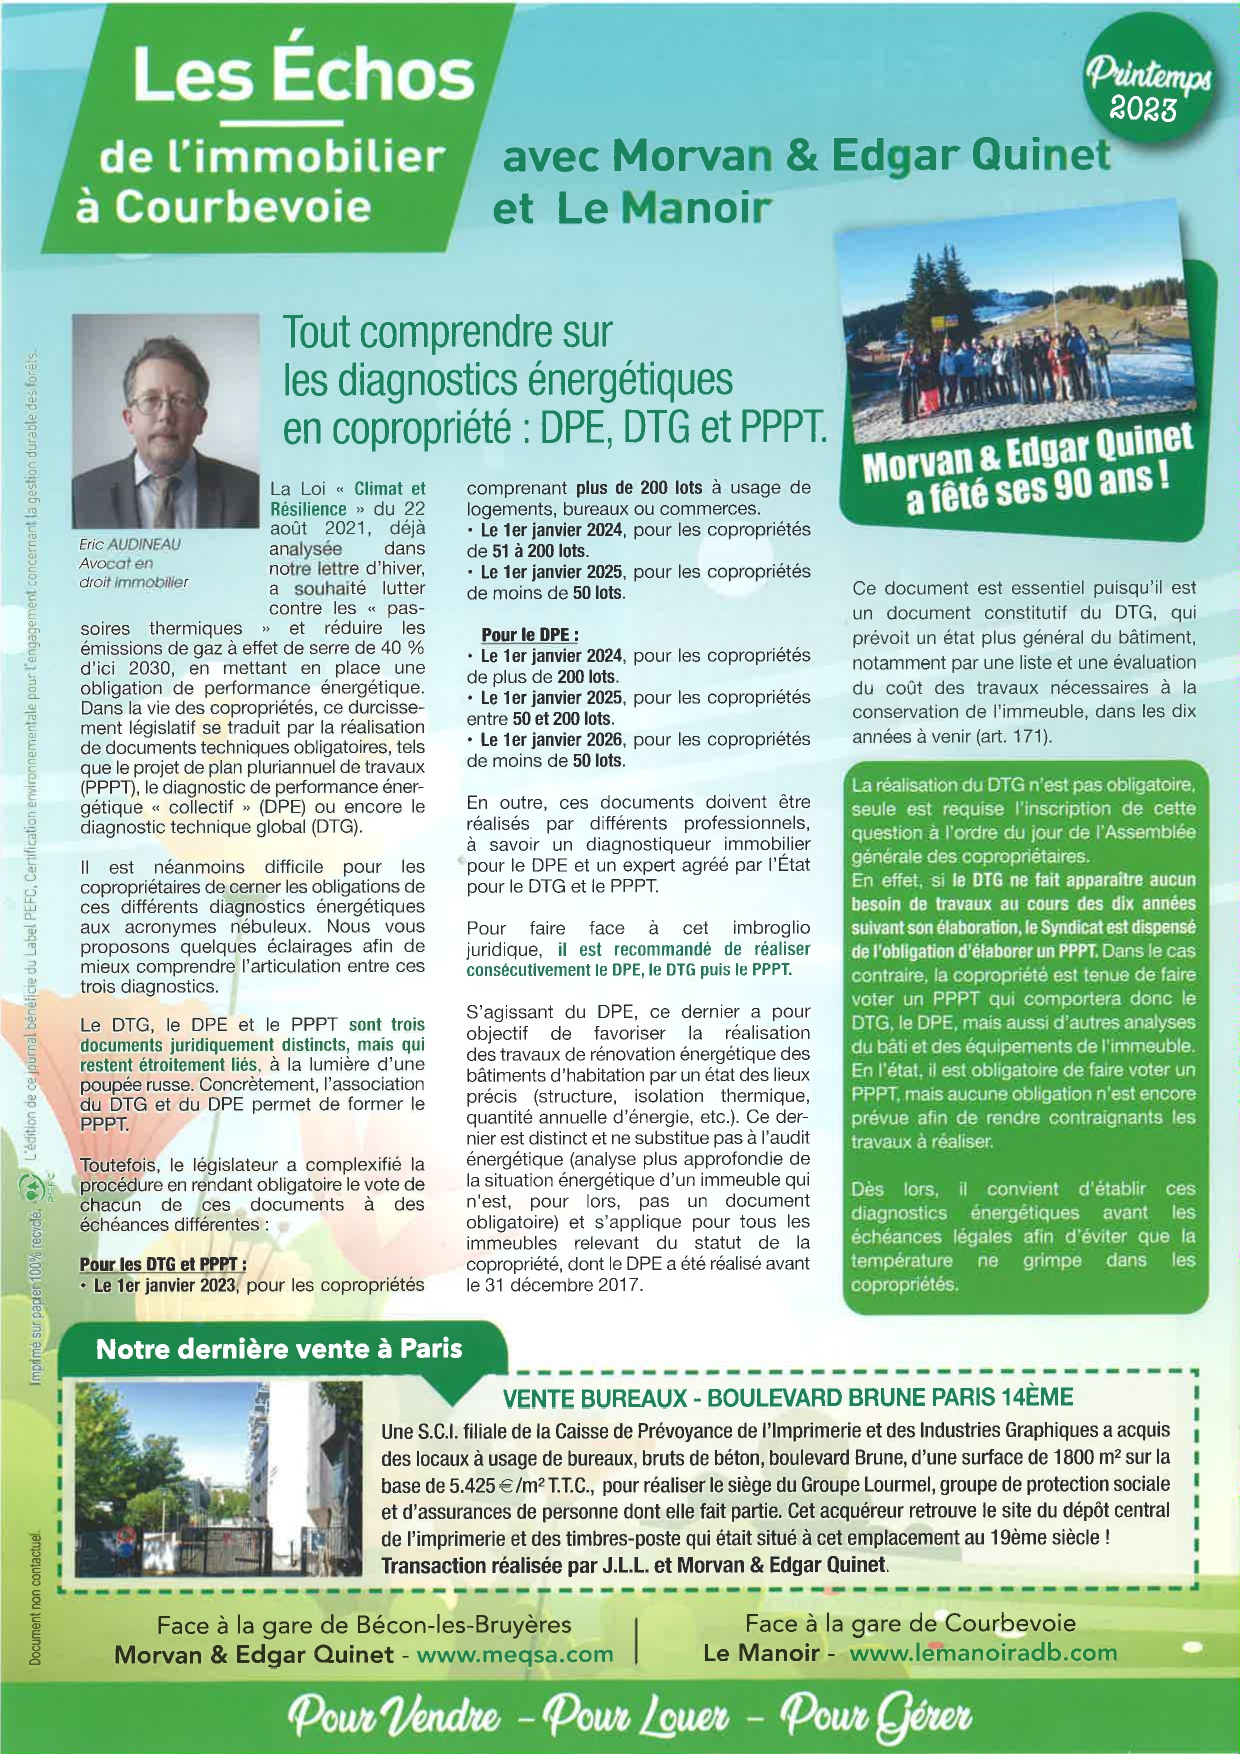 Les Échos
de l'immobilier
à Courbevoie
avec Morvan & Edgar Quinet
et Le Manoir
Printemps
2023
Morvan & Edgar Quinet
a fêté ses 90 ans !
Tout comprendre sur
les diagnostics énergétiques
en copropriété : DPE, DTG et PPPT.
Eric AUDINEAU
Avocat en
droit immobilier
La Loi « Climat et
Résilience » du 22
août 2021, déjà
analysée dans
notre lettre d'hiver,
a souhaité lutter
contre les « pas-
soires thermiques » et réduire les
émissions de gaz à effet de serre de 40 %
d'ici 2030, en mettant en place une
obligation de performance énergétique.
Dans la vie des copropriétés, ce durcisse-
ment législatif se traduit par la réalisation
de documents techniques obligatoires, tels
que le projet de plan pluriannuel de travaux
(PPPT), le diagnostic de performance éner-
gétique « collectif » (DPE) ou encore le
diagnostic technique global (DTG).
Il est néanmoins difficile pour les
copropriétaires de cerner les obligations de
ces différents diagnostics énergétiques
aux acronymes nébuleux. Nous vous
proposons quelques éclairages afin de
mieux comprendre l'articulation entre ces
trois diagnostics.
Le DTG, le DPE et le PPPT sont trois
documents juridiquement distincts, mais qui
restent étroitement liés, à la lumière d'une
poupée russe. Concrètement, l'association
du DTG et du DPE permet de former le
PPPT.
Toutefois, le législateur a complexifié la
procédure en rendant obligatoire le vote de
chacun de ces documents à des
échéances différentes :
Pour les DTG et PPPT :
• Le 1er janvier 2023, pour les copropriétés
comprenant plus de 200 lots à usage de
logements, bureaux ou commerces.
• Le 1er janvier 2024, pour les copropriétés
de 51 à 200 lots.
• Le 1er janvier 2025, pour les copropriétés
de moins de 50 lots.
Pour le DPE :
• Le 1er janvier 2024, pour les copropriétés
de plus de 200 lots.
• Le 1er janvier 2025, pour les copropriétés
entre 50 et 200 lots.
• Le 1er janvier 2026, pour les copropriétés
de moins de 50 lots.
En outre, ces documents doivent être
réalisés par différents professionnels,
à savoir un diagnostiqueur immobilier
pour le DPE et un expert agréé par l'État
pour le DTG et le PPPT.
Pour faire face à cet imbroglio
juridique, il est recommandé de réaliser
consécutivement le DPE, le DTG puis le PPPT.
S'agissant du DPE, ce dernier a pour
objectif de favoriser la réalisation
des travaux de rénovation énergétique des
bâtiments d'habitation par un état des lieux
précis (structure, isolation thermique,
quantité annuelle d'énergie, etc.). Ce der-
nier est distinct et ne substitue pas à l'audit
énergétique (analyse plus approfondie de
la situation énergétique d'un immeuble qui
n'est, pour lors, pas un document
obligatoire) et s'applique pour tous les
immeubles relevant du statut de la
copropriété, dont le DPE a été réalisé avant
le 31 décembre 2017.
Ce document est essentiel puisqu'il est
un document constitutif du DTG, qui
prévoit un état plus général du bâtiment,
notamment par une liste et une évaluation
du coût des travaux nécessaires à la
conservation de l'immeuble, dans les dix
années à venir (art. 171).
La réalisation du DTG n'est pas obligatoire,
seule est requise l'inscription de cette
question à l'ordre du jour de l'Assemblée
générale des copropriétaires.
En effet, si le DTG ne fait apparaître aucun
besoin de travaux au cours des dix années
suivant son élaboration, le Syndicat est dispensé
de l'obligation d'élaborer un PPPT. Dans le cas
contraire, la copropriété est tenue de faire
voter un PPPT qui comportera donc le
DTG, le DPE, mais aussi d'autres analyses
du bâti et des équipements de l'immeuble.
En l'état, il est obligatoire de faire voter un
PPPT, mais aucune obligation n'est encore
prévue afin de rendre contraignants les
travaux à réaliser.
Dès lors, il convient d'établir ces
diagnostics énergétiques avant les
échéances légales afin d'éviter que la
température ne grimpe dans les
copropriétés.
Notre dernière vente à Paris
VENTE BUREAUX - BOULEVARD BRUNE PARIS 14ÈME
Une S.C.I. filiale de la Caisse de Prévoyance de l'Imprimerie et des Industries Graphiques a acquis
des locaux à usage de bureaux, bruts de béton, boulevard Brune, d'une surface de 1800 m² sur la
base de 5.425 €/m² T.T.C., pour réaliser le siège du Groupe Lourmel, groupe de protection sociale
et d'assurances de personne dont elle fait partie. Cet acquéreur retrouve le site du dépôt central
de l'imprimerie et des timbres-poste qui était situé à cet emplacement au 19ème siècle !
Transaction réalisée par J.L.L. et Morvan & Edgar Quinet.
Face à la gare de Bécon-les-Bruyères
Morvan & Edgar Quinet - www.meqsa.com
Face à la gare de Courbevoie
Le Manoir - www.lemanoiradb.com
Pour Vendre – Pour Louer – Pour Gérer
Document non contactuel.
Imprimé sur papier 100% recyclé.
PEFC
L'édition de ce journal bénéficie du Label PEFC, Certification environnementale pour l'engagement concernant la gestion durable des forêts.